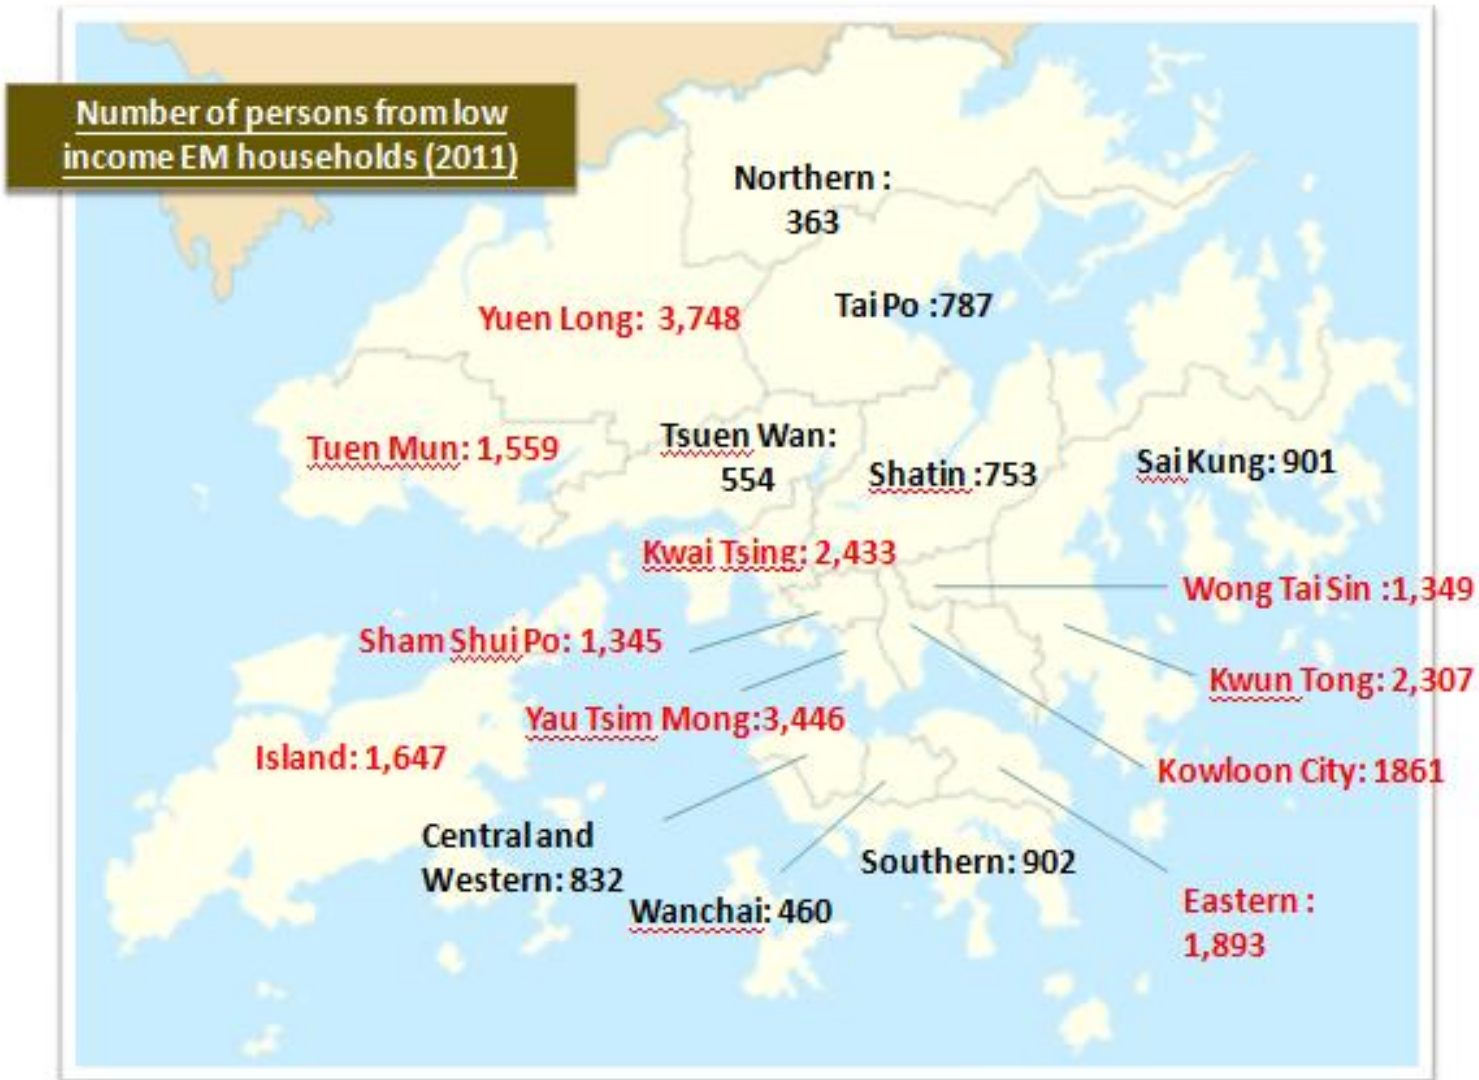 Number of persons from low
income EM households (2011)
Northern :
363
Tai Po :787
Yuen Long: 3,748
Tsuen Wan:
554
Tuen Mun: 1,559
Shatin :753
Sai Kung: 901
Kwai Tsing: 2,433
Wong Tai Sin :1,349
Sham Shui Po: 1,345
Kwun Tong: 2,307
Yau Tsim Mong:3,446
Island: 1,647
Kowloon City: 1861
Central and
Western: 832
Southern: 902
Wanchai: 460
Eastern :
1,893